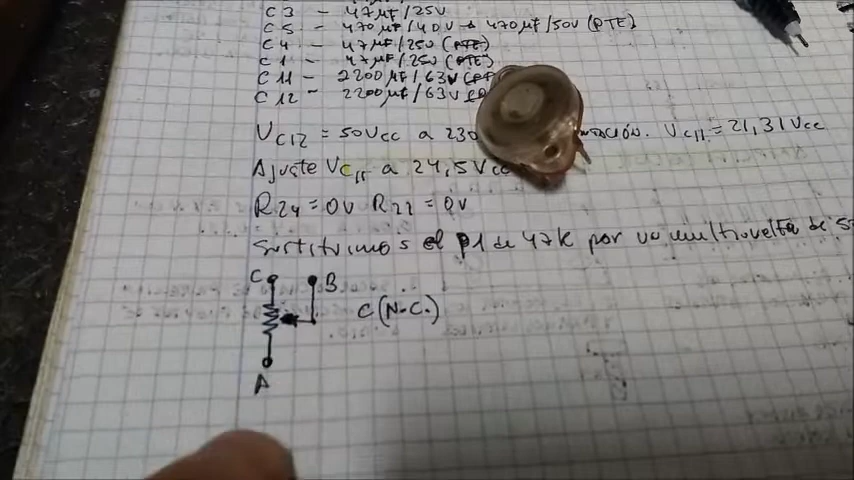 C3 - 47µF/25V
C5 - 470µF/40V 470µF/50V (PTE)
C4 - 47µF/25V (PTE)
C1 - 47µF/25V (PTE)
C11 - 2200µF/63V
C12 - 2200µF/63V
VC12 = 50Vcc a 230 VC11 = 21,31Vcc
Ajuste VC11 a 24,5Vcc
R24 = 0V R22 = 0V
Sustituimos el P1 de 47K por un multivuelta de
C B
C (N.C.)
A